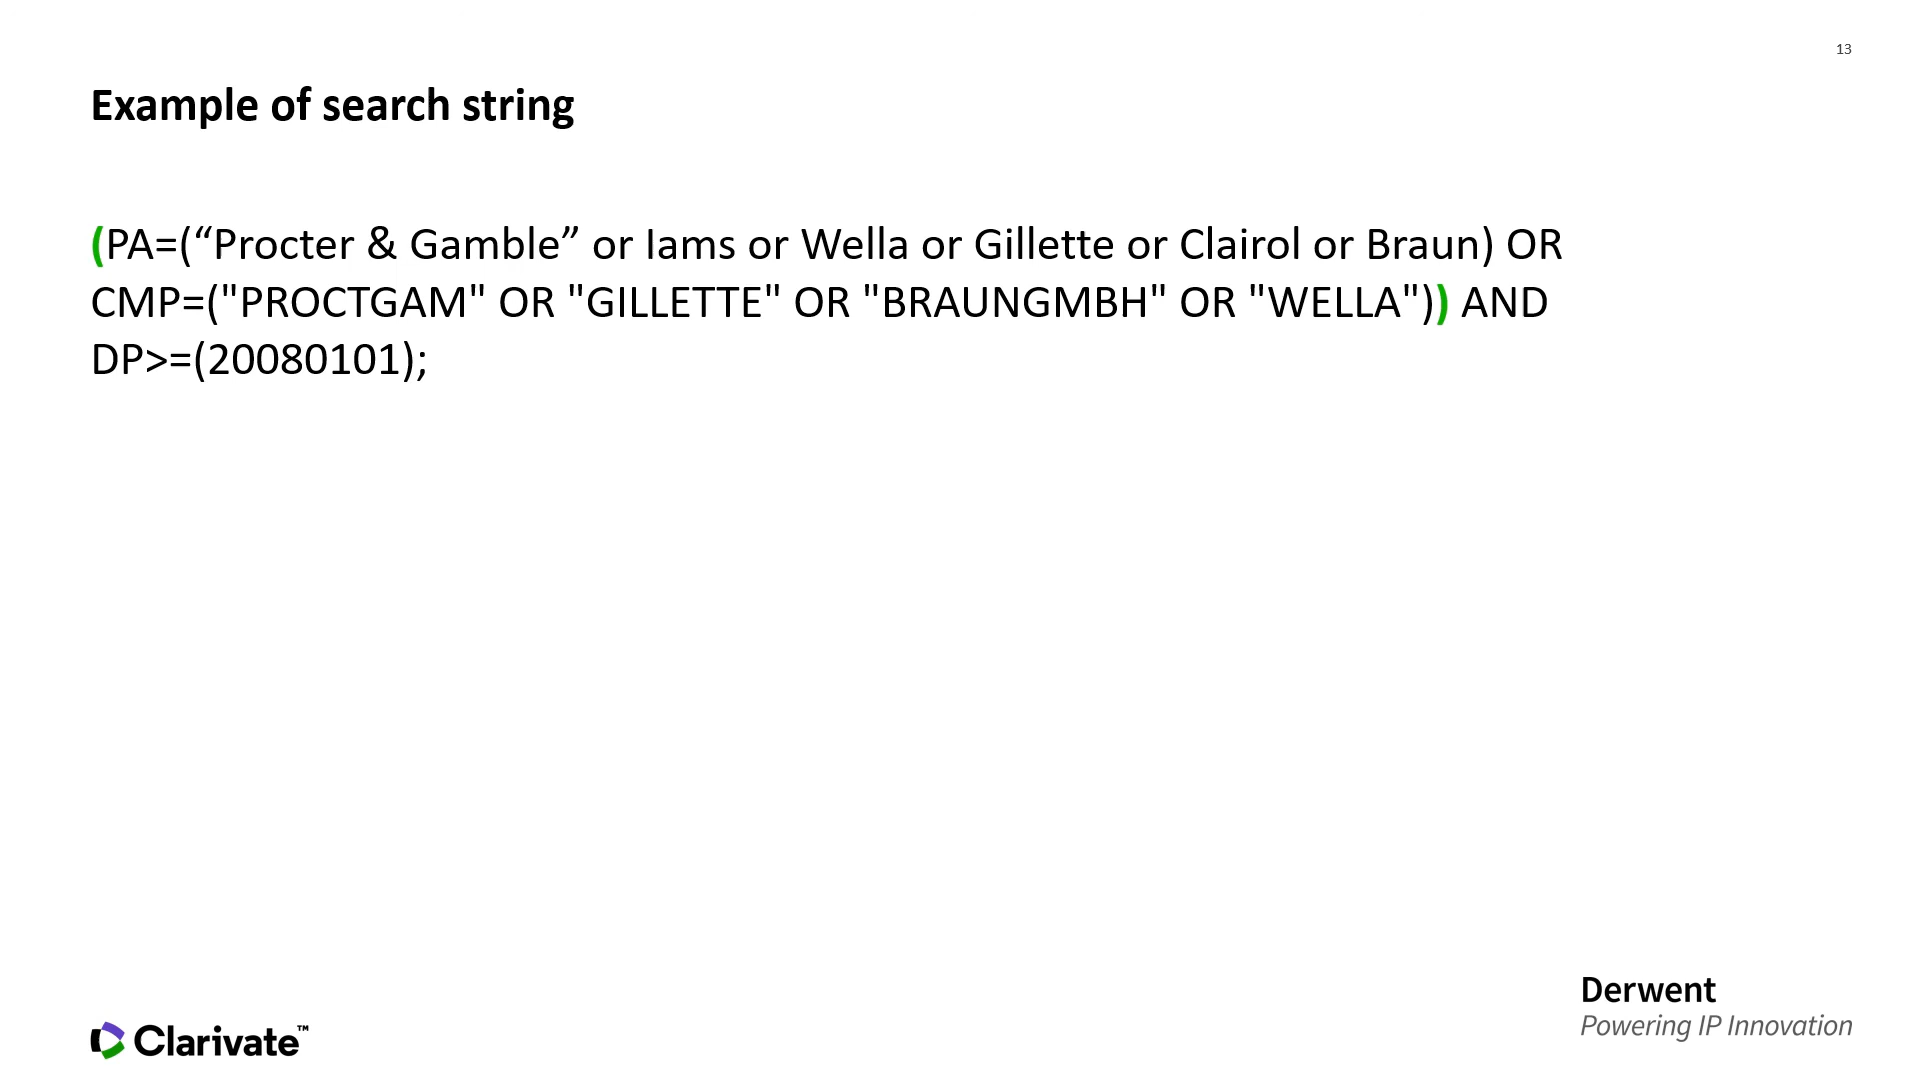 13
Example of search string
(PA=(“Procter & Gamble” or Iams or Wella or Gillette or Clairol or Braun) OR
CMP=("PROCTGAM" OR "GILLETTE" OR "BRAUNGMBH" OR "WELLA")) AND
DP>=(20080101);
Derwent
Powering IP Innovation
Clarivate™